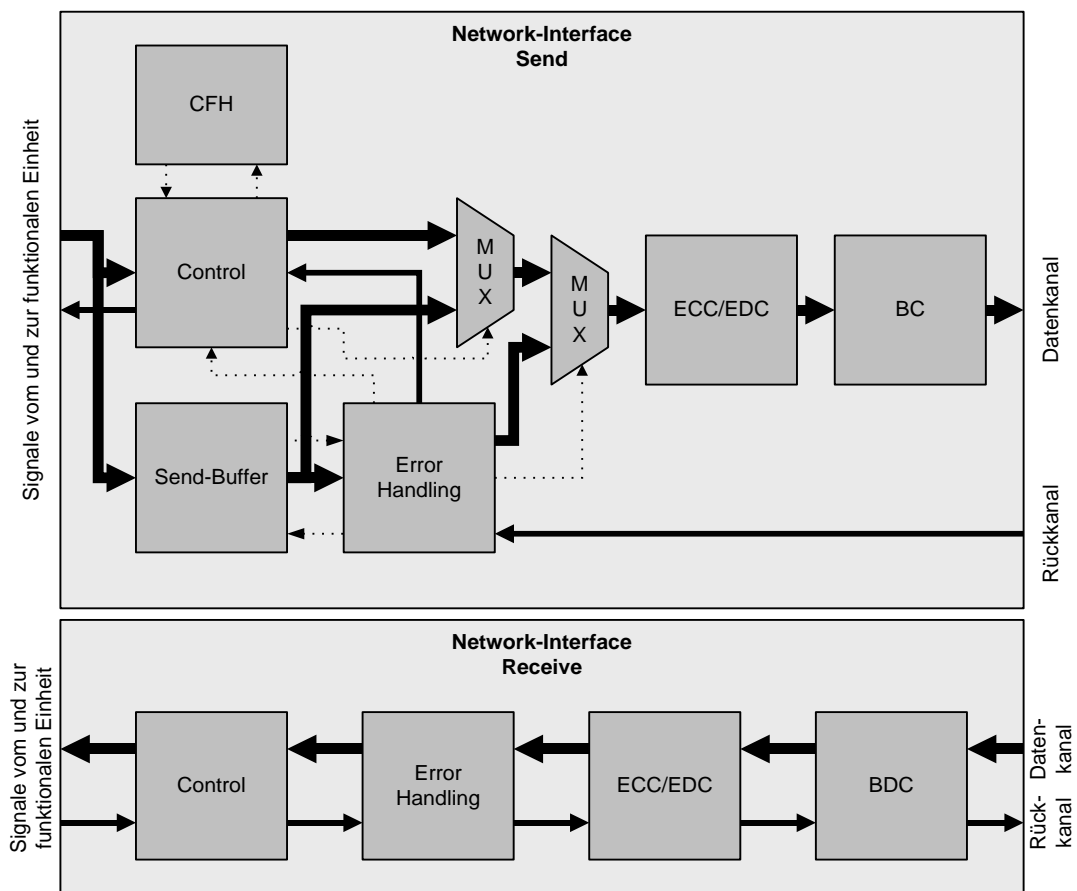 Network-Interface
Send
CFH
Signale vom und zur funktionalen Einheit
Control
M
U
X
M
U
X
ECC/EDC
BC
Datenkanal
Send-Buffer
Error
Handling
Rückkanal
Network-Interface
Receive
Signale vom und zur
funktionalen Einheit
Control
Error
Handling
ECC/EDC
BDC
Daten-
kanal
Rück-
kanal